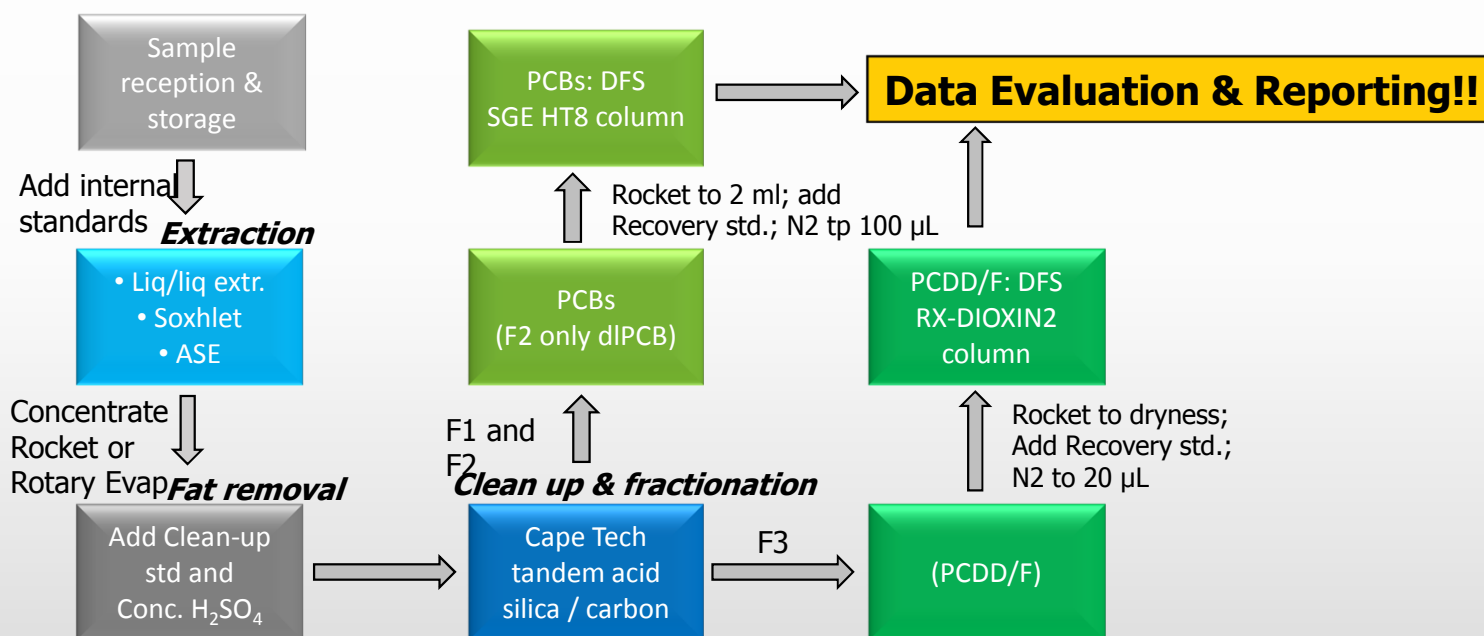 Sample
reception &
storage
Add internal
standards
Extraction
• Liq/liq extr.
• Soxhlet
• ASE
Concentrate
Rocket or
Rotary Evap
Fat removal
Add Clean-up
std and
Conc. H₂SO₄
Cape Tech
tandem acid
silica / carbon
Clean up & fractionation
F1 and
F2
PCBs
(F2 only dlPCB)
Rocket to 2 ml; add
Recovery std.; N2 tp 100 µL
PCBs: DFS
SGE HT8 column
F3
(PCDD/F)
Rocket to dryness;
Add Recovery std.;
N2 to 20 µL
PCDD/F: DFS
RX-DIOXIN2
column
Data Evaluation & Reporting!!